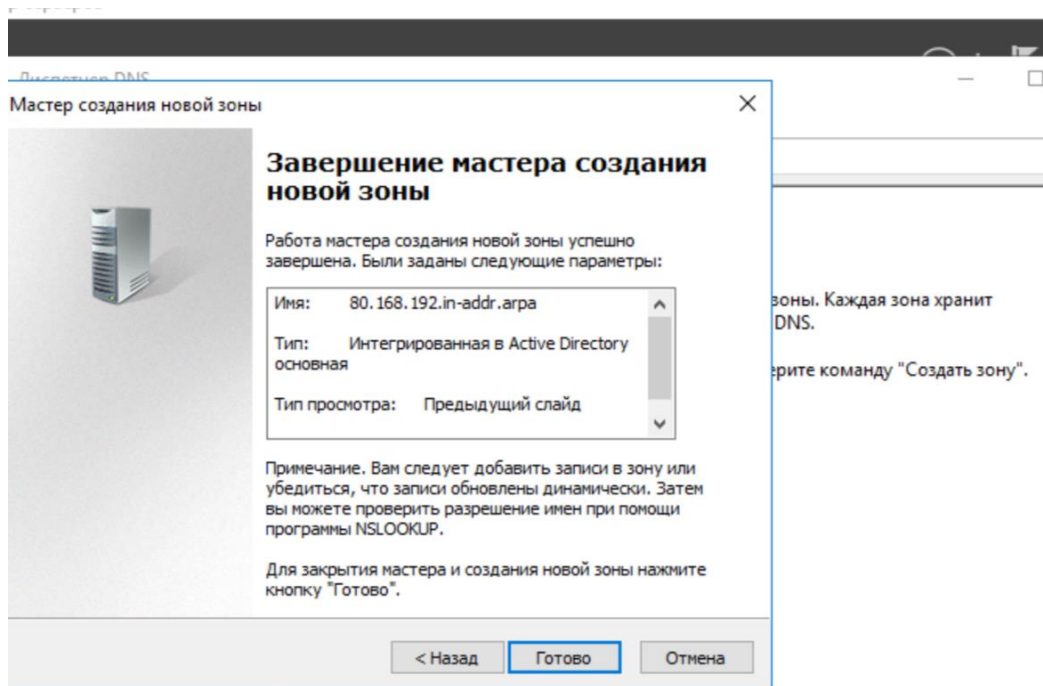 Диспетчер DNS
Мастер создания новой зоны
Завершение мастера создания
новой зоны
Работа мастера создания новой зоны успешно
завершена. Были заданы следующие параметры:
Имя: 80.168.192.in-addr.arpa
Тип: Интегрированная в Active Directory
основная
Тип просмотра: Предыдущий слайд
Примечание. Вам следует добавить записи в зону или
убедиться, что записи обновлены динамически. Затем
вы можете проверить разрешение имен при помощи
программы NSLOOKUP.
Для закрытия мастера и создания новой зоны нажмите
кнопку "Готово".
< Назад
Готово
Отмена
зоны. Каждая зона хранит
DNS.
ерите команду "Создать зону".